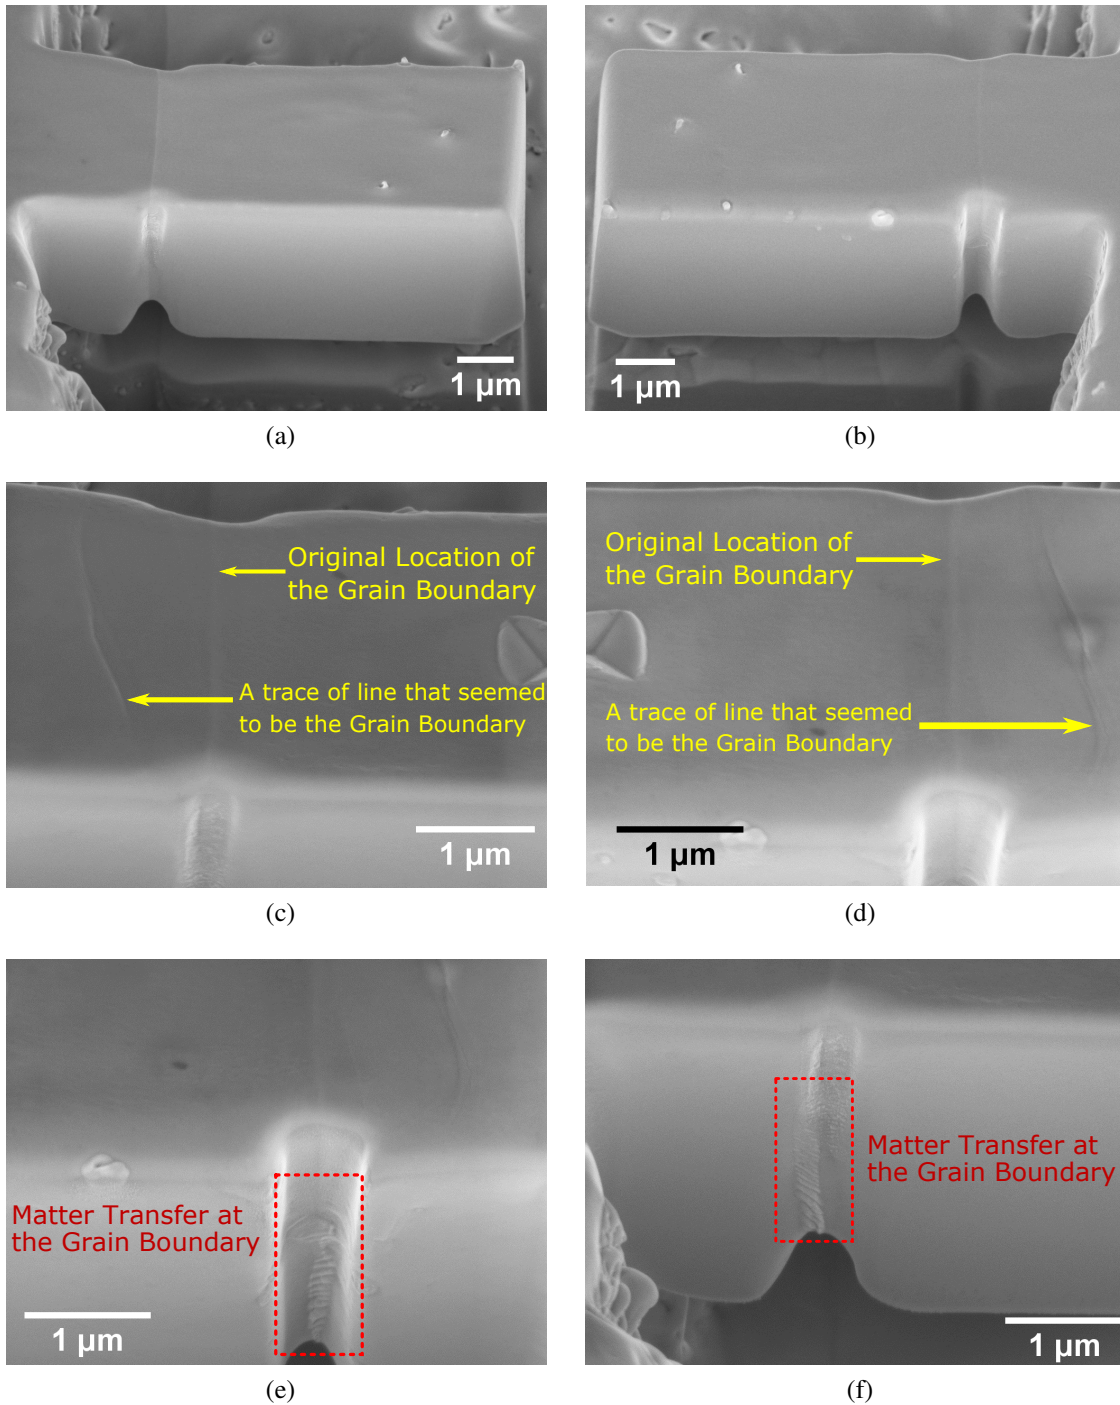 1 µm
(a)
1 µm
(b)
Original Location of
the Grain Boundary
A trace of line that seemed
to be the Grain Boundary
1 µm
(c)
Original Location of
the Grain Boundary
A trace of line that seemed
to be the Grain Boundary
1 µm
(d)
Matter Transfer at
the Grain Boundary
1 µm
(e)
Matter Transfer at
the Grain Boundary
1 µm
(f)